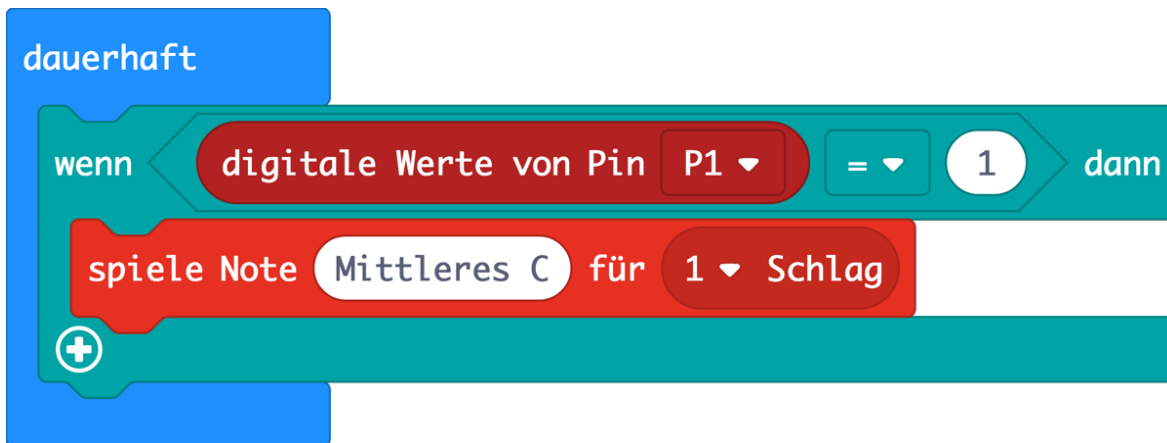 dauerhaft
wenn digitale Werte von Pin P1 = 1 dann
spiele Note Mittleres C für 1 Schlag